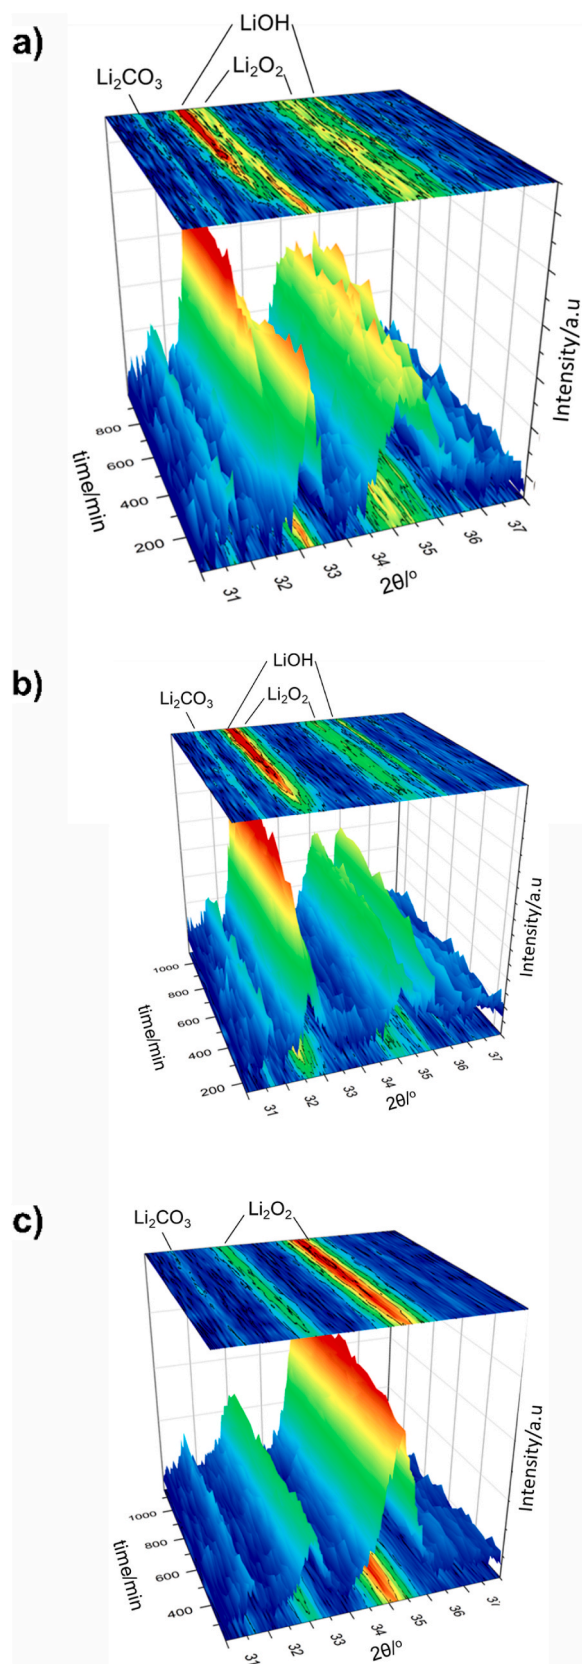 a)
LiOH
Li₂O₂
Li₂CO₃
Intensity/a.u
800
600
400
200
time/min
31
32
33
34
35
36
37
2θ/º
b)
LiOH
Li₂CO₃
Li₂O₂
Intensity/a.u
1000
800
600
400
200
time/min
31
32
33
34
35
36
37
2θ/º
c)
Li₂CO₃
Li₂O₂
Intensity/a.u
1000
800
600
400
time/min
31
32
33
34
35
36
37
2θ/º